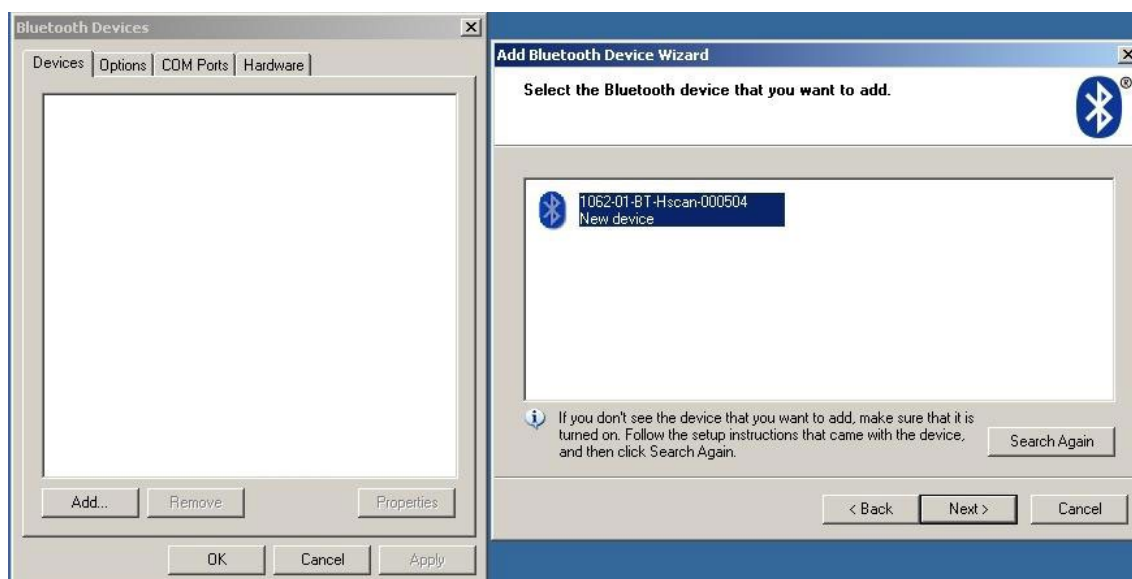 Bluetooth Devices
Devices
Options
COM Ports
Hardware
Add...
Remove
Properties
OK
Cancel
Apply
Add Bluetooth Device Wizard
Select the Bluetooth device that you want to add.
®
1062-01-BT-Hscan-000504
New device
If you don't see the device that you want to add, make sure that it is
turned on. Follow the setup instructions that came with the device,
and then click Search Again.
Search Again
< Back
Next >
Cancel